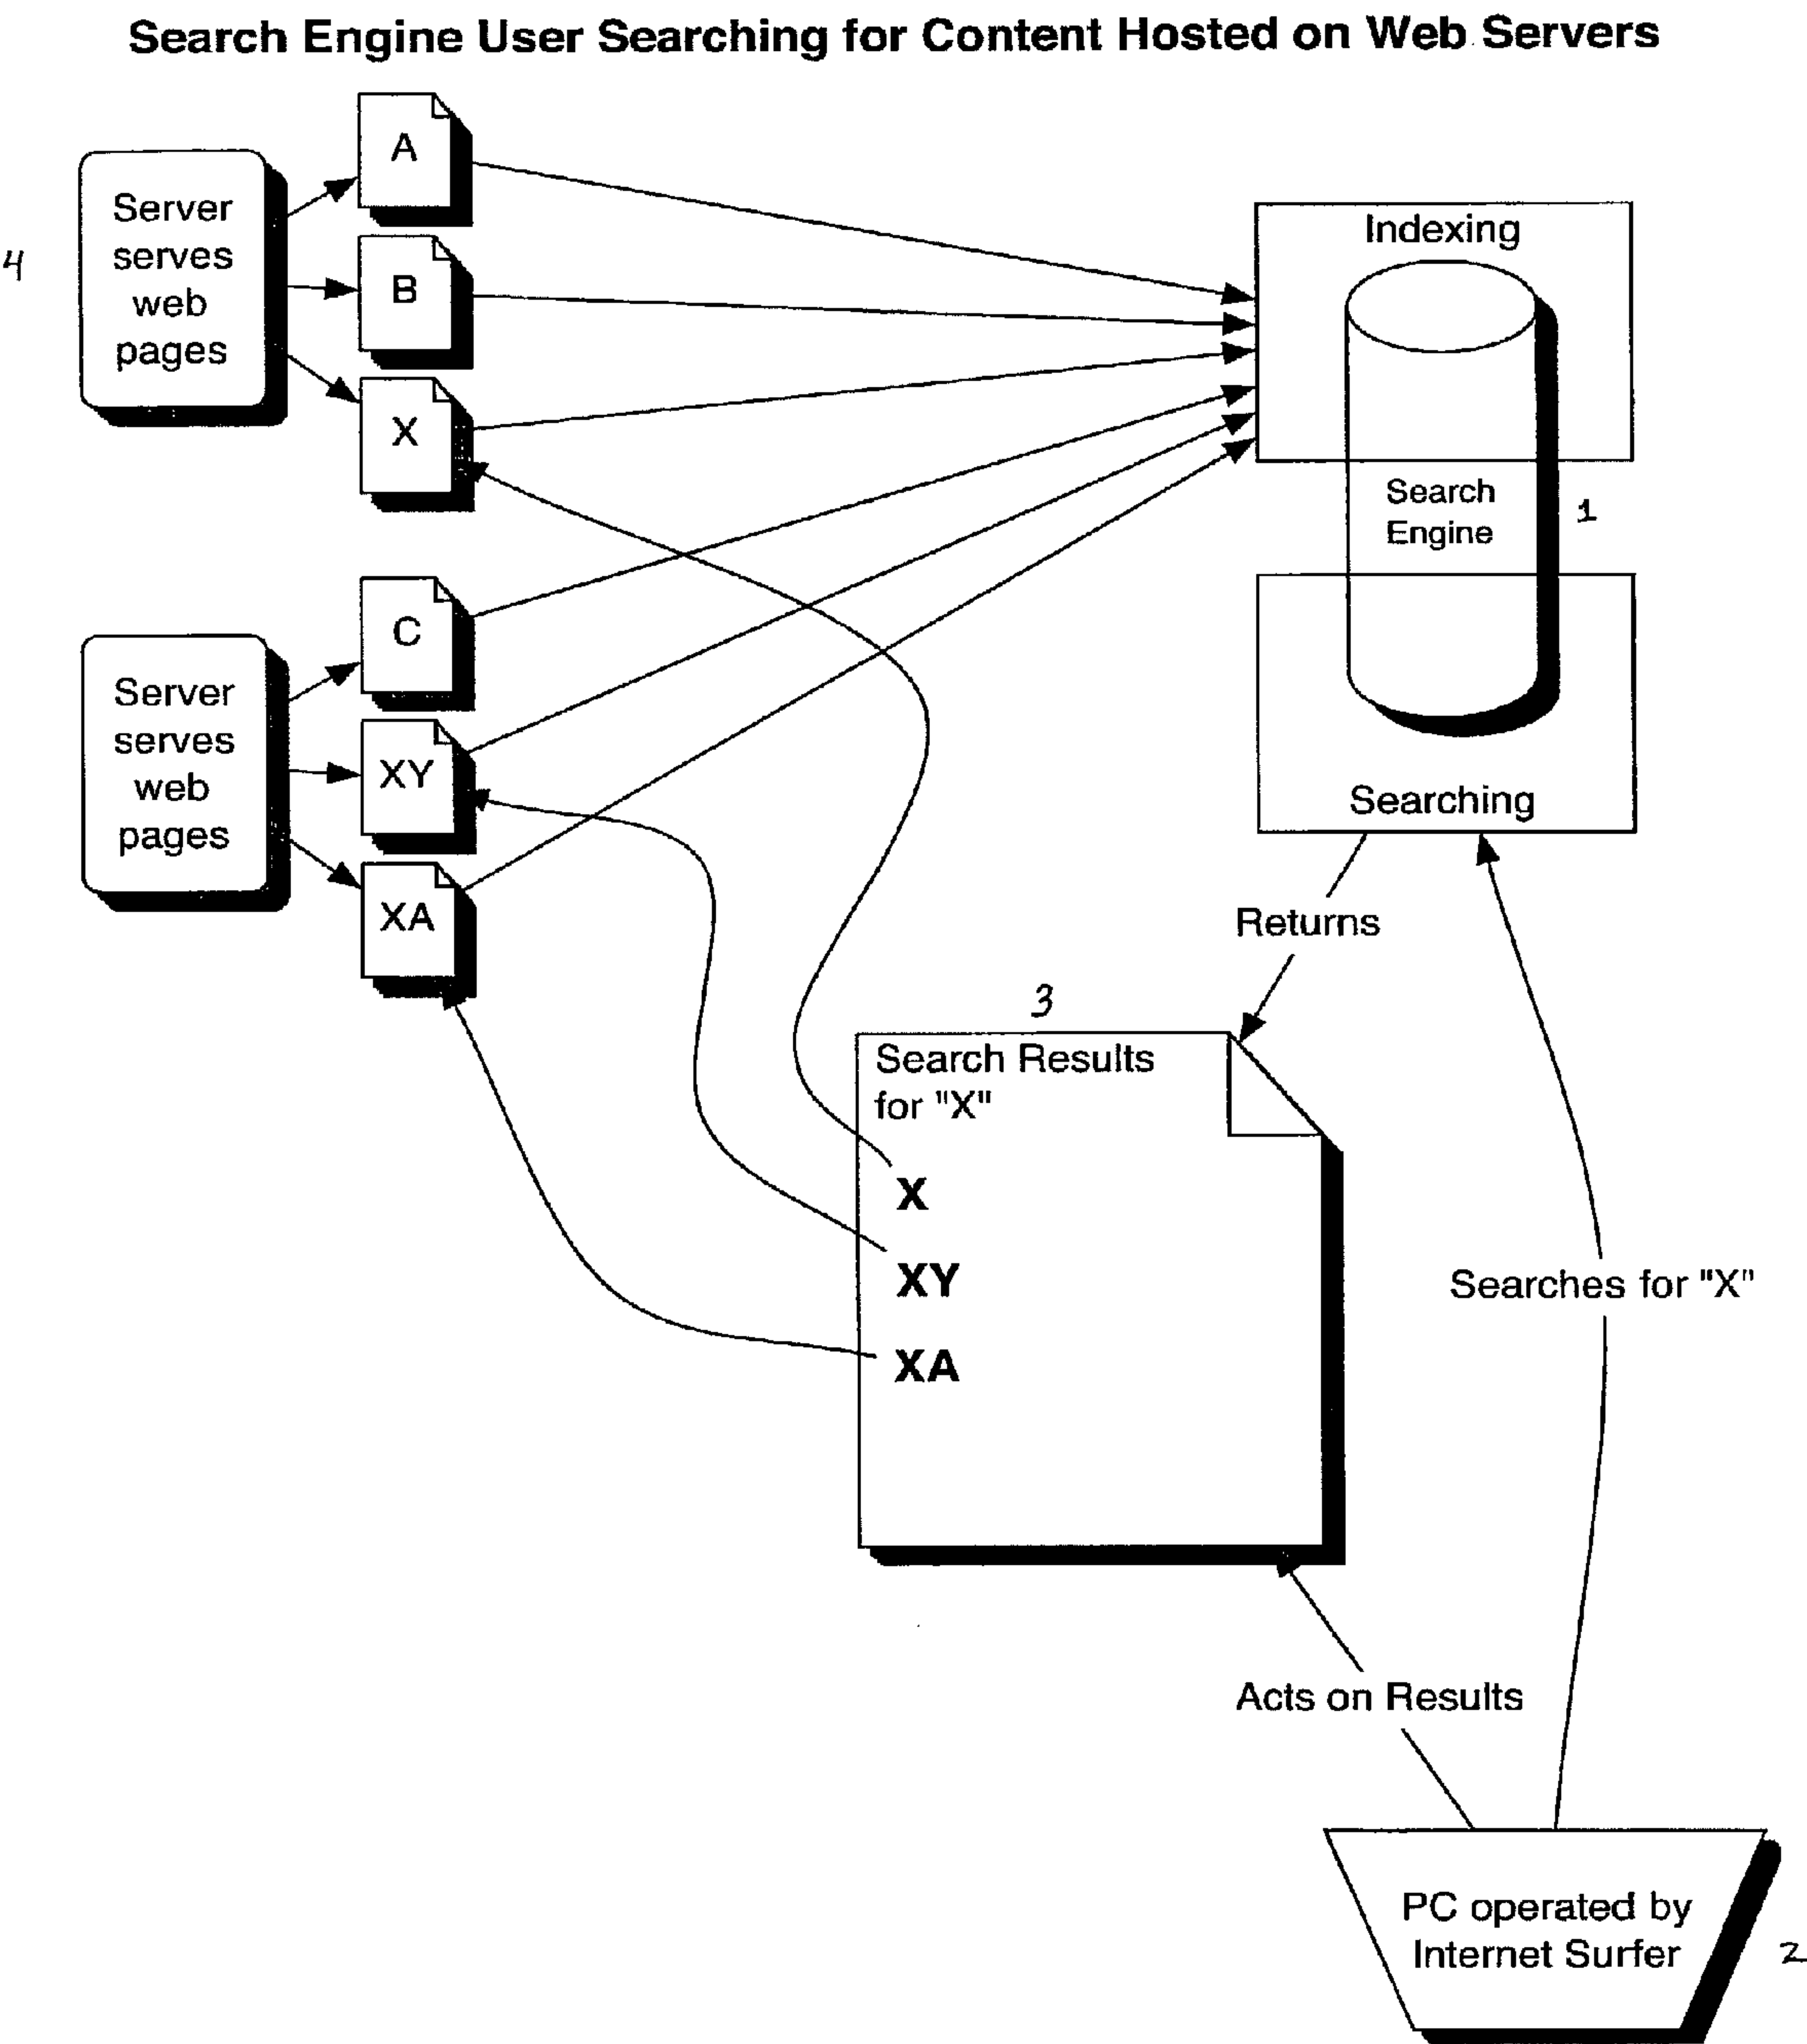 Search Engine User Searching for Content Hosted on Web Servers
4
Server
serves
web
pages
A
B
X
Server
serves
web
pages
C
XY
XA
Indexing
Search
Engine
1
Searching
Returns
3
Search Results
for "X"
X
XY
XA
Searches for "X"
Acts on Results
PC operated by
Internet Surfer
2